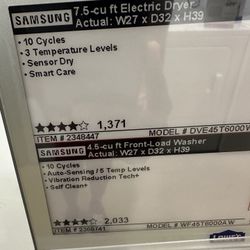 SAMSUNG 7.5-cu ft Electric Dryer
Actual: W27 x D32 x H39
• 10 Cycles
• 3 Temperature Levels
• Sensor Dry
• Smart Care
1,371
ITEM # 2348447 MODEL # DVE45T6000W
SAMSUNG 4.5-cu ft Front-Load Washer
Actual: W27 x D32 x H39
• 10 Cycles
• Auto-Sensing / 5 Temp Levels
• Vibration Reduction Tech+
• Self Clean+
2,033
ITEM # MODEL # WF45T6000AW
Lowe's